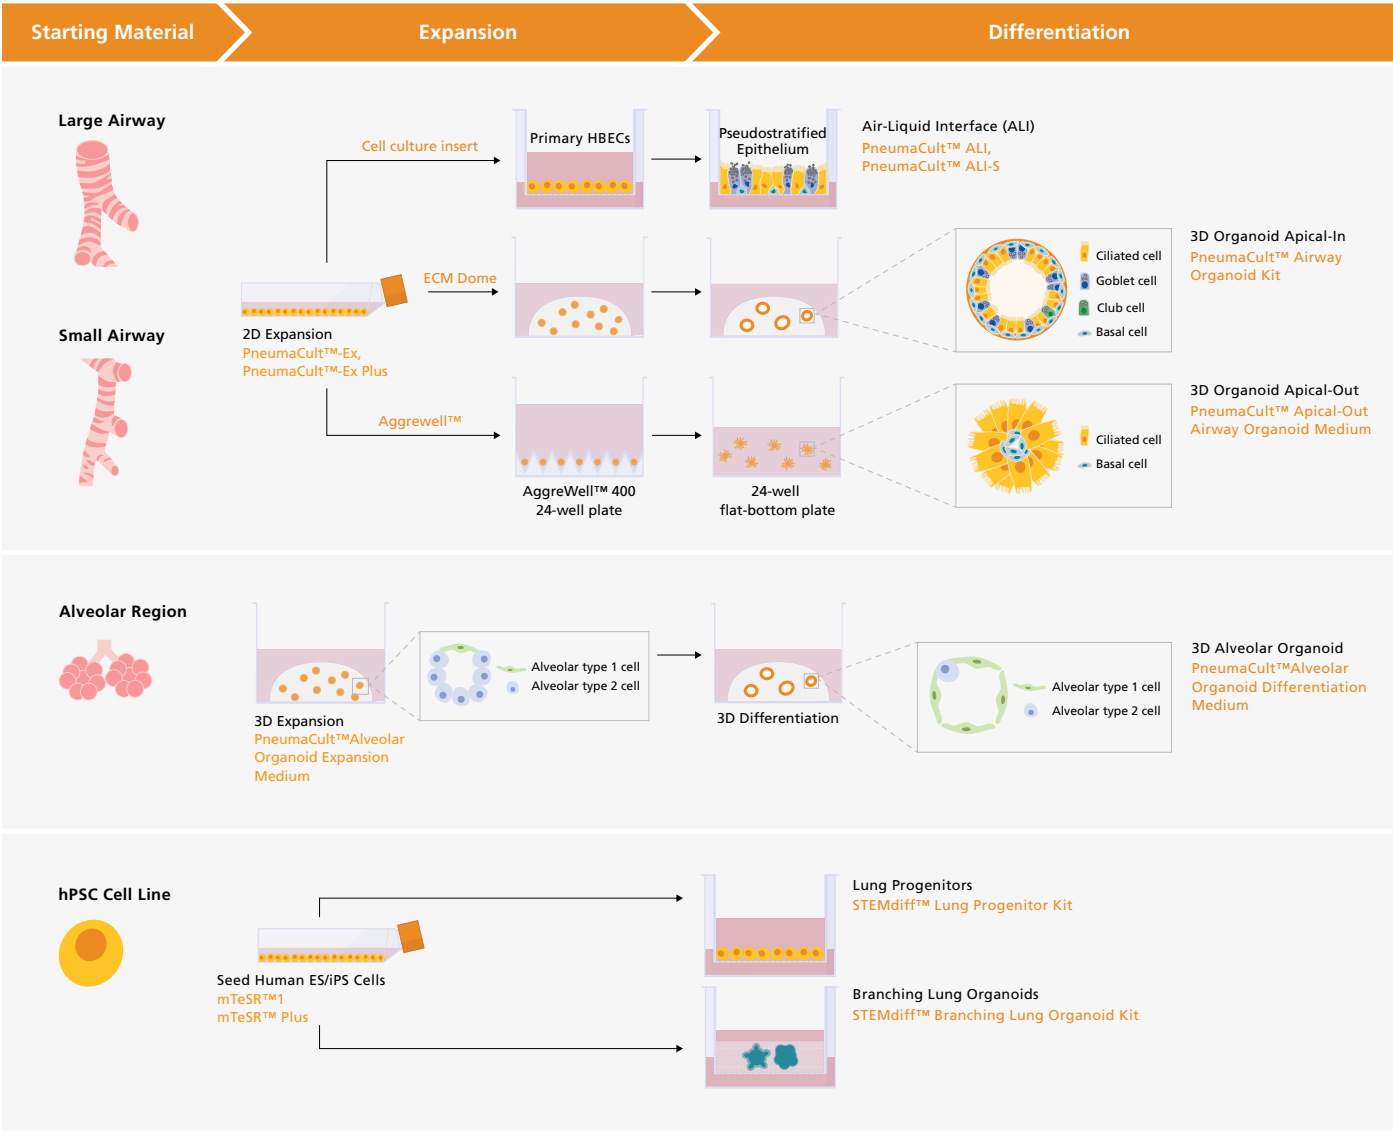 Starting Material
Expansion
Differentiation
Large Airway
Small Airway
2D Expansion
PneumaCult™-Ex,
PneumaCult™-Ex Plus
Cell culture insert
Primary HBECs
Pseudostratified
Epithelium
Air-Liquid Interface (ALI)
PneumaCult™ ALI,
PneumaCult™ ALI-S
ECM Dome
Ciliated cell
Goblet cell
Club cell
Basal cell
3D Organoid Apical-In
PneumaCult™ Airway
Organoid Kit
Aggrewell™
AggreWell™ 400
24-well plate
24-well
flat-bottom plate
Ciliated cell
Basal cell
3D Organoid Apical-Out
PneumaCult™ Apical-Out
Airway Organoid Medium
Alveolar Region
3D Expansion
PneumaCult™Alveolar
Organoid Expansion
Medium
Alveolar type 1 cell
Alveolar type 2 cell
3D Differentiation
Alveolar type 1 cell
Alveolar type 2 cell
3D Alveolar Organoid
PneumaCult™Alveolar
Organoid Differentiation
Medium
hPSC Cell Line
Seed Human ES/iPS Cells
mTeSR™1
mTeSR™ Plus
Lung Progenitors
STEMdiff™ Lung Progenitor Kit
Branching Lung Organoids
STEMdiff™ Branching Lung Organoid Kit